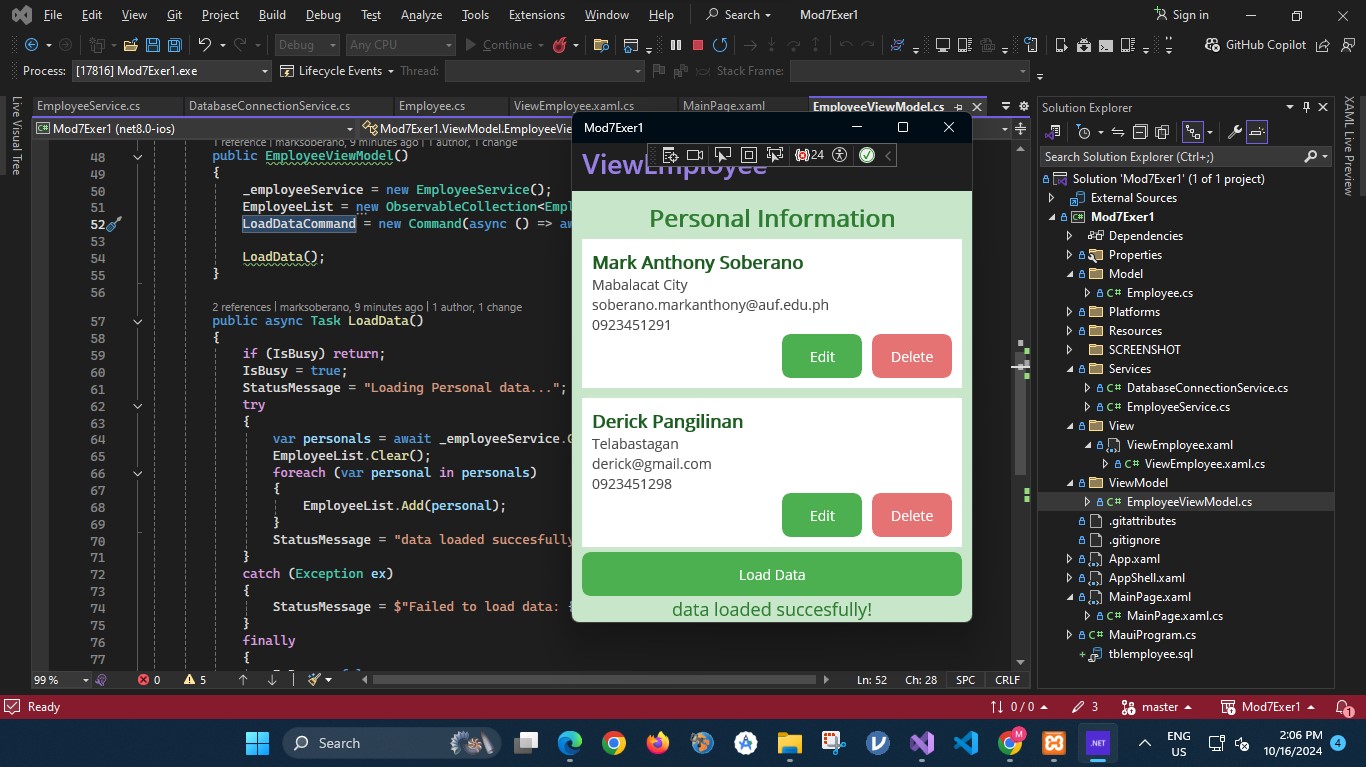 File Edit View Git Project Build Debug Test Analyze Tools Extensions Window Help Search Mod7Exer1 Sign in
Debug Any CPU Continue GitHub Copilot
Process: [17816] Mod7Exer1.exe Lifecycle Events Thread: Stack Frame:
Live Visual Tree
EmployeeService.cs DatabaseConnectionService.cs Employee.cs ViewEmployee.xaml.cs MainPage.xaml EmployeeViewModel.cs
Mod7Exer1 (net8.0-ios) Mod7Exer1.ViewModel.EmployeeVie
1 reference | marksoberano, 9 minutes ago | 1 author, 1 change
48 public EmployeeViewModel()
49 {
50 _employeeService = new EmployeeService();
51 EmployeeList = new ObservableCollection<Empl
52 LoadDataCommand = new Command(async () => aw
53
54 LoadData();
55 }
56
2 references | marksoberano, 9 minutes ago | 1 author, 1 change
57 public async Task LoadData()
58 {
59 if (IsBusy) return;
60 IsBusy = true;
61 StatusMessage = "Loading Personal data...";
62 try
63 {
64 var personals = await _employeeService.G
65 EmployeeList.Clear();
66 foreach (var personal in personals)
67 {
68 EmployeeList.Add(personal);
69 }
70 StatusMessage = "data loaded succesfully
71 }
72 catch (Exception ex)
73 {
74 StatusMessage = $"Failed to load data: {
75 }
76 finally
77 {
Mod7Exer1
ViewEmployee
24
Personal Information
Mark Anthony Soberano
Mabalacat City
soberano.markanthony@auf.edu.ph
0923451291
Edit Delete
Derick Pangilinan
Telabastagan
derick@gmail.com
0923451298
Edit Delete
Load Data
data loaded succesfully!
Solution Explorer
Search Solution Explorer (Ctrl+;)
Solution 'Mod7Exer1' (1 of 1 project)
External Sources
Mod7Exer1
Dependencies
Properties
Model
Employee.cs
Platforms
Resources
SCREENSHOT
Services
DatabaseConnectionService.cs
EmployeeService.cs
View
ViewEmployee.xaml
ViewEmployee.xaml.cs
ViewModel
EmployeeViewModel.cs
.gitattributes
.gitignore
App.xaml
AppShell.xaml
MainPage.xaml
MainPage.xaml.cs
MauiProgram.cs
tblemployee.sql
XAML Live Preview
99 % 0 5 Ln: 52 Ch: 28 SPC CRLF
Ready 0 / 0 3 master Mod7Exer1 1
Search .NET ENG US 2:06 PM 10/16/2024 4